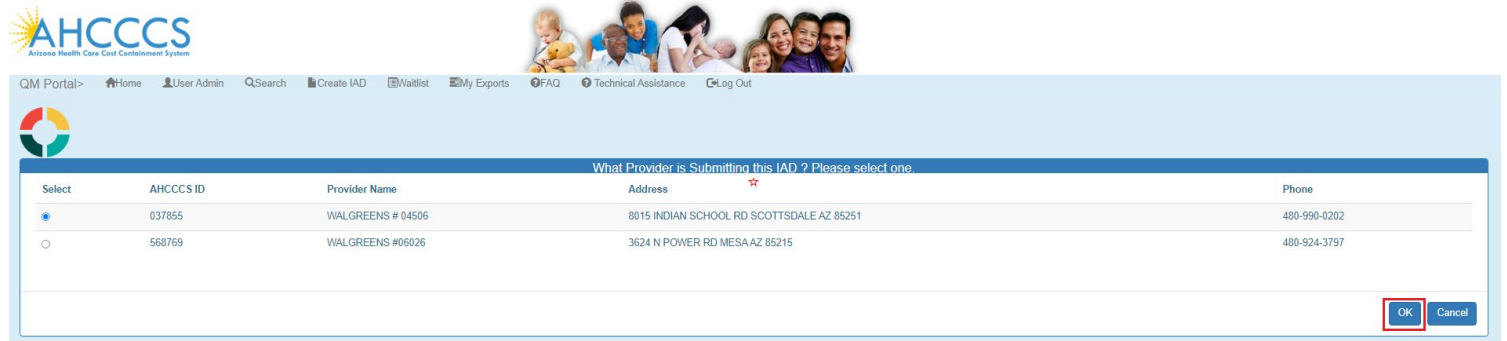 AHCCCS
Arizona Health Care Cost Containment System
QM Portal> Home User Admin Search Create IAD Waitlist My Exports FAQ Technical Assistance Log Out
What Provider is Submitting this IAD ? Please select one.
Select AHCCCS ID Provider Name Address Phone
037855 WALGREENS # 04506 8015 INDIAN SCHOOL RD SCOTTSDALE AZ 85251 480-990-0202
568769 WALGREENS #06026 3624 N POWER RD MESA AZ 85215 480-924-3797
OK Cancel